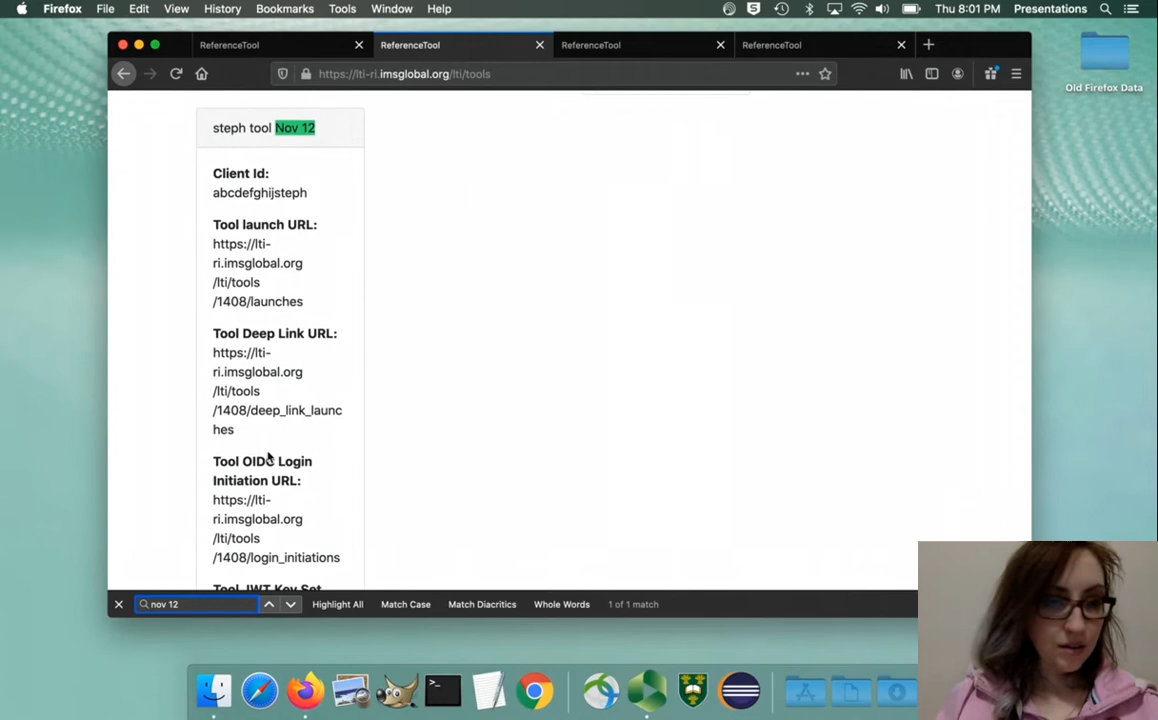 Firefox File Edit View History Bookmarks Tools Window Help Thu 8:01 PM Presentations
ReferenceTool ReferenceTool ReferenceTool ReferenceTool
https://lti-ri.imsglobal.org/lti/tools
Old Firefox Data
steph tool Nov 12
Client Id:
abcdefghijsteph
Tool launch URL:
https://lti-
ri.imsglobal.org
/lti/tools
/1408/launches
Tool Deep Link URL:
https://lti-
ri.imsglobal.org
/lti/tools
/1408/deep_link_launc
hes
Tool OIDC Login
Initiation URL:
https://lti-
ri.imsglobal.org
/lti/tools
/1408/login_initiations
Tool JWT Key Set
nov 12 Highlight All Match Case Match Diacritics Whole Words 1 of 1 match